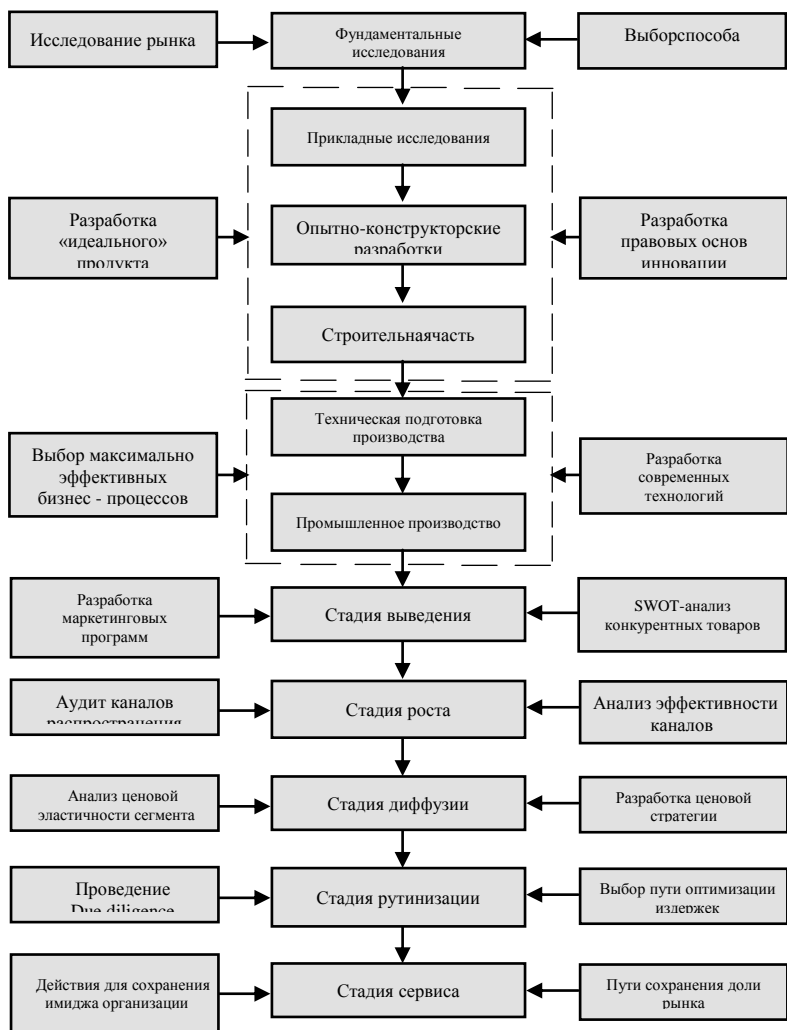 Исследование рынка
Фундаментальные
исследования
Выборспособа
Прикладные исследования
Разработка
«идеального»
продукта
Опытно-конструкторские
разработки
Разработка
правовых основ
инновации
Строительнаячасть
Техническая подготовка
производства
Выбор максимально
эффективных
бизнес - процессов
Разработка
современных
технологий
Промышленное производство
Разработка
маркетинговых
программ
Стадия выведения
SWOT-анализ
конкурентных товаров
Аудит каналов
распространения
Стадия роста
Анализ эффективности
каналов
Анализ ценовой
эластичности сегмента
Стадия диффузии
Разработка ценовой
стратегии
Проведение
Due diligence
Стадия рутинизации
Выбор пути оптимизации
издержек
Действия для сохранения
имиджа организации
Стадия сервиса
Пути сохранения доли
рынка